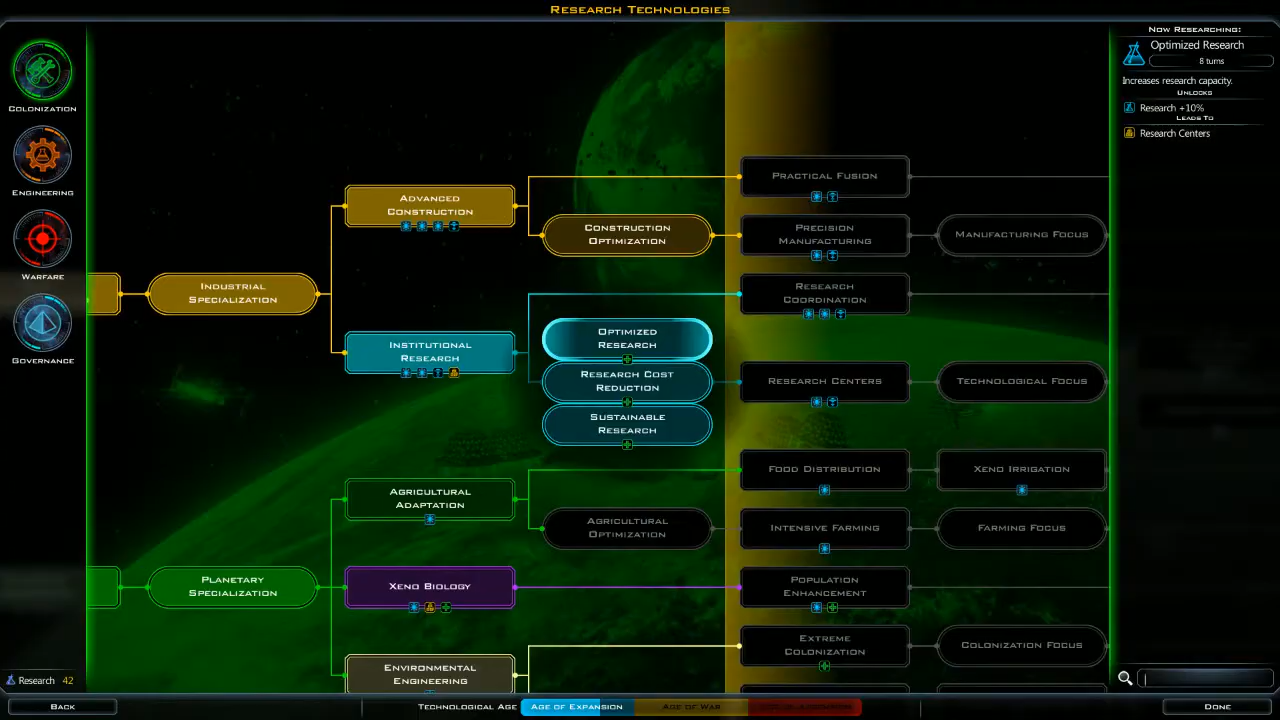 Research Technologies
Colonization
Engineering
Warfare
Governance
Research 42
Back
Industrial
Specialization
Planetary
Specialization
Advanced
Construction
Institutional
Research
Agricultural
Adaptation
Xeno Biology
Environmental
Engineering
Construction
Optimization
Optimized
Research
Research Cost
Reduction
Sustainable
Research
Agricultural
Optimization
Practical Fusion
Precision
Manufacturing
Research
Coordination
Research Centers
Food Distribution
Intensive Farming
Population
Enhancement
Extreme
Colonization
Manufacturing Focus
Technological Focus
Xeno Irrigation
Farming Focus
Colonization Focus
Now Researching:
Optimized Research
8 turns
Increases research capacity.
Unlocks
Research +10%
Leads To
Research Centers
Technological Age
Age of Expansion
Age of War
Done